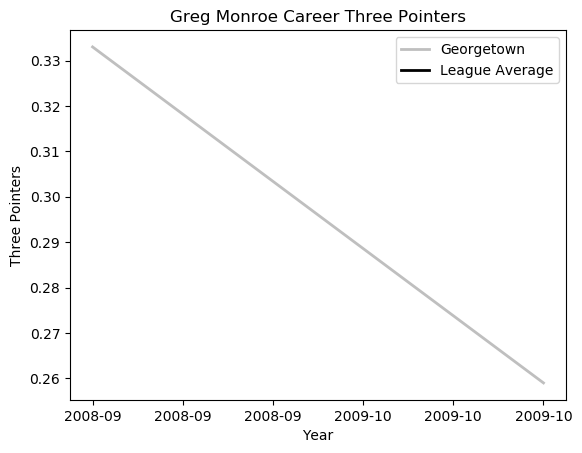 Greg Monroe Career Three Pointers
Georgetown
League Average
Three Pointers
0.33
0.32
0.31
0.30
0.29
0.28
0.27
0.26
2008-09 2008-09 2008-09 2009-10 2009-10 2009-10
Year